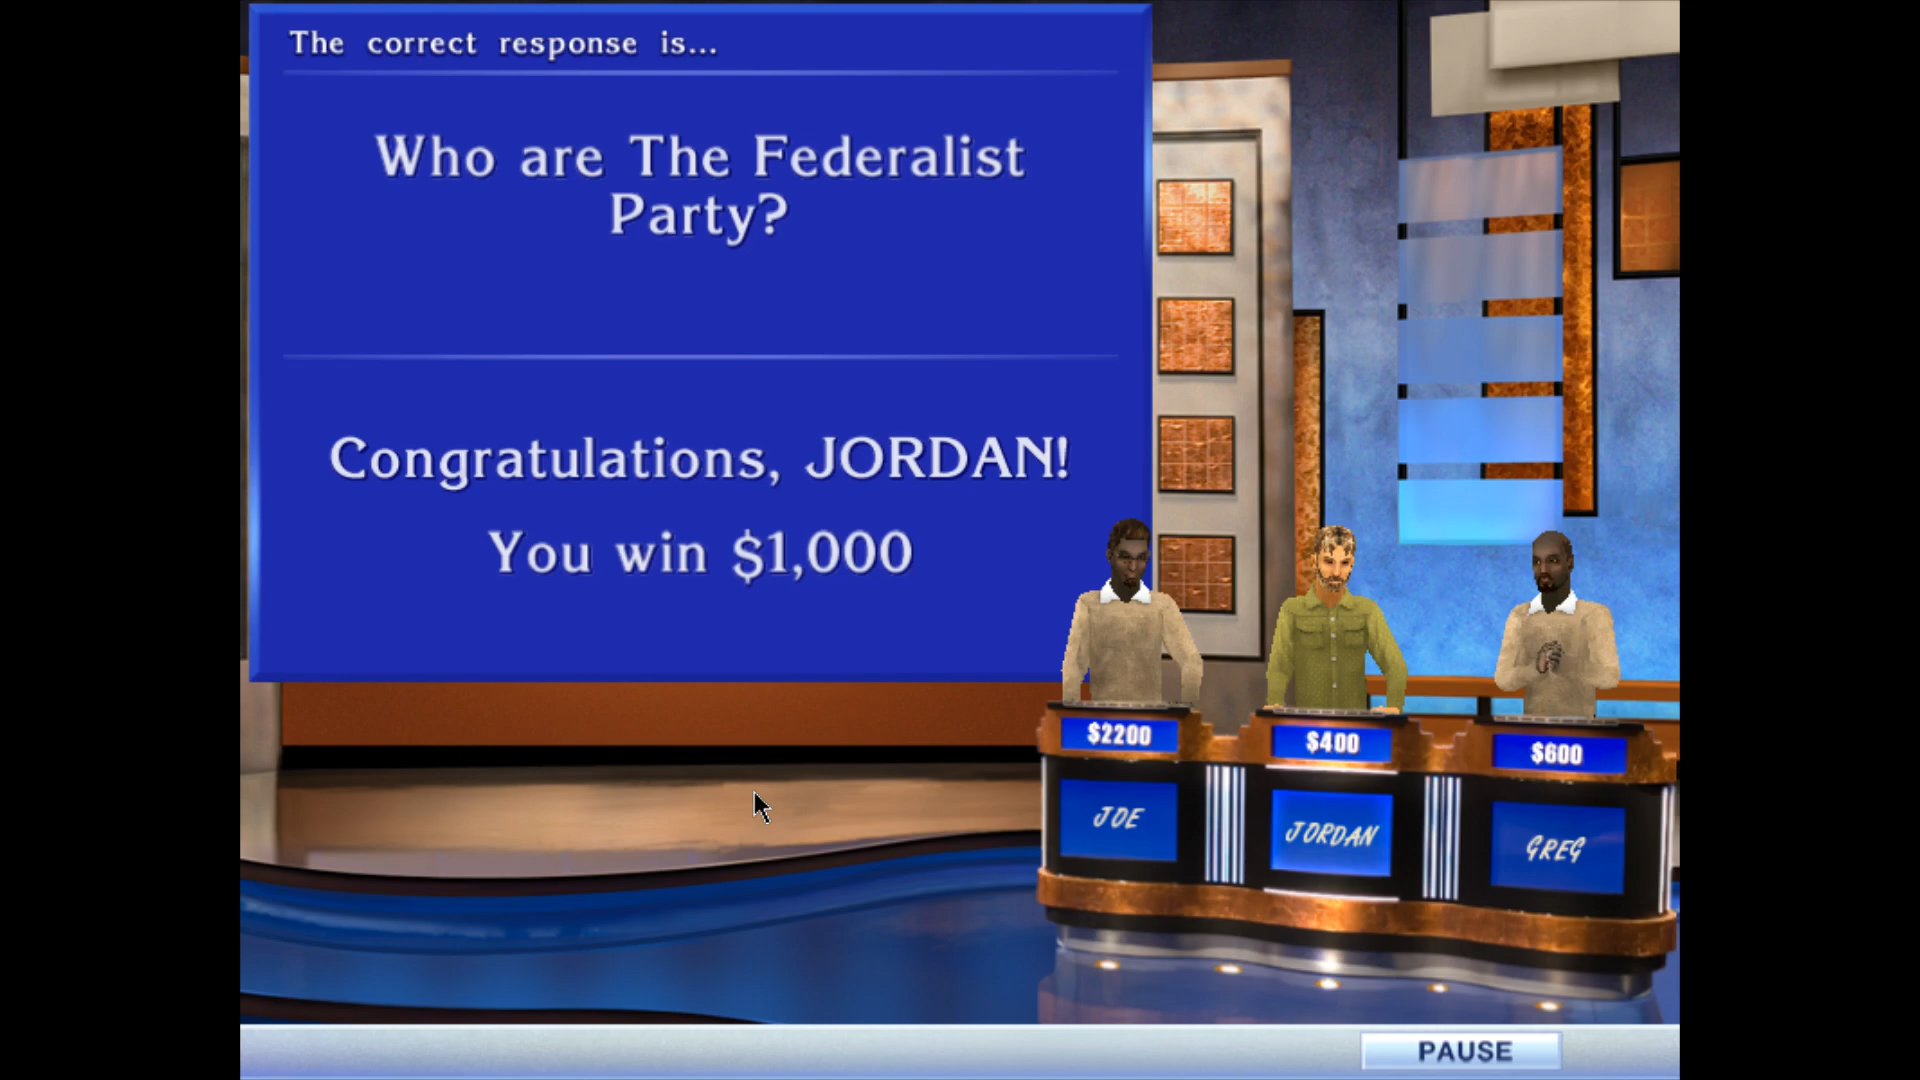 The correct response is...
Who are The Federalist
Party?
Congratulations, JORDAN!
You win $1,000
$2200
$400
$600
JOE
JORDAN
GREG
PAUSE